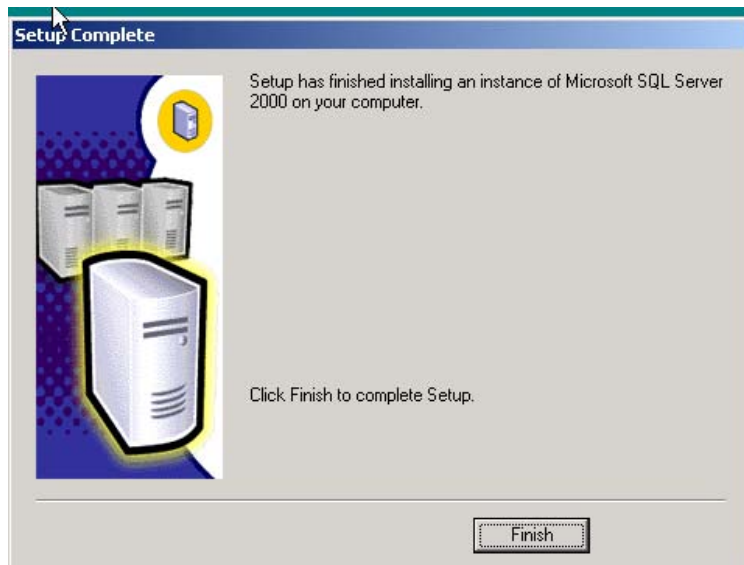 Setup Complete
Setup has finished installing an instance of Microsoft SQL Server
2000 on your computer.
Click Finish to complete Setup.
Finish